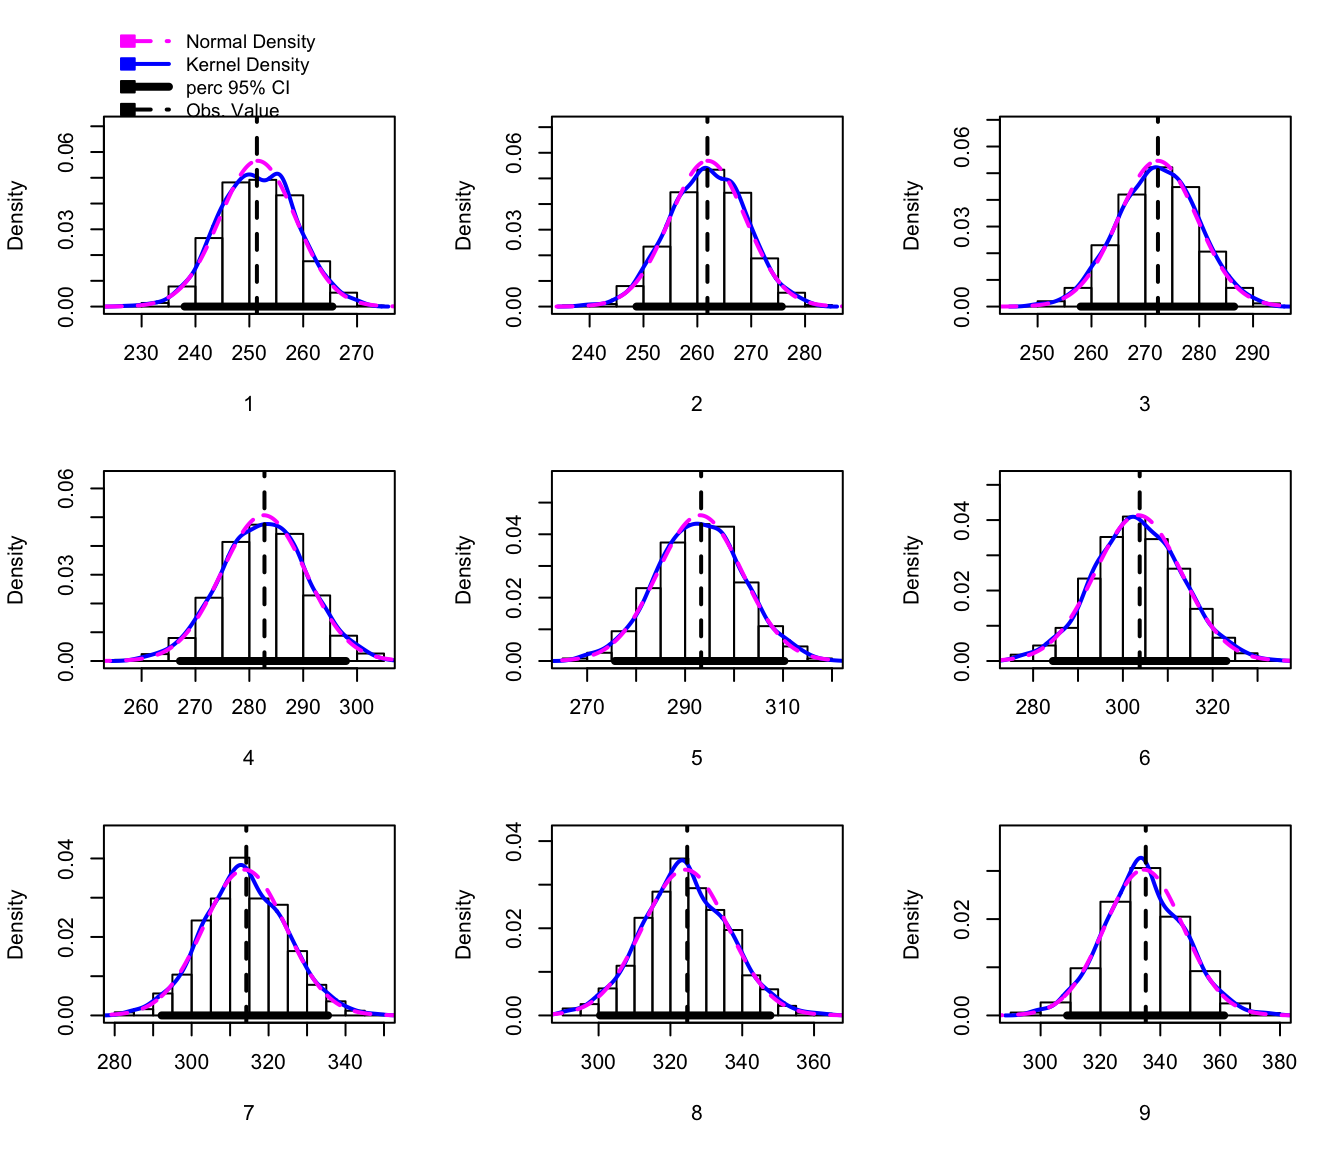 Normal Density
Kernel Density
perc 95% CI
Obs. Value
Density
0.00 0.03 0.06
230 240 250 260 270
1
Density
0.00 0.03 0.06
240 250 260 270 280
2
Density
0.00 0.03 0.06
250 260 270 280 290
3
Density
0.00 0.03 0.06
260 270 280 290 300
4
Density
0.00 0.02 0.04
270 290 310
5
Density
0.00 0.02 0.04
280 300 320
6
Density
0.00 0.02 0.04
280 300 320 340
7
Density
0.00 0.02 0.04
300 320 340 360
8
Density
0.00 0.02
300 320 340 360 380
9